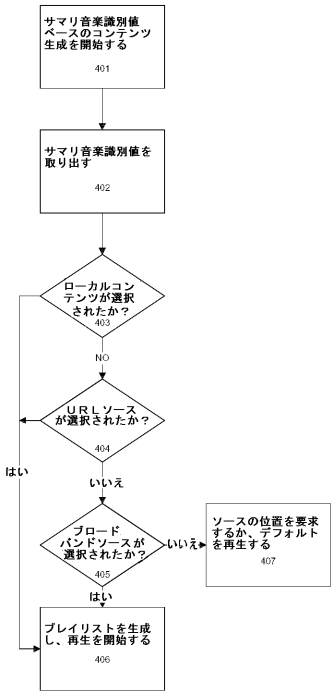 サマリ音楽識別値
ベースのコンテンツ
生成を開始する
401
サマリ音楽識別値を
取り出す
402
ローカルコン
テンツが選択
されたか？
403
NO
ＵＲＬソース
が選択されたか？
404
はい
いいえ
ブロード
バンドソースが
選択されたか？
405
いいえ
ソースの位置を要求
するか、デフォルト
を再生する
407
はい
プレイリストを生成
し、再生を開始する
406